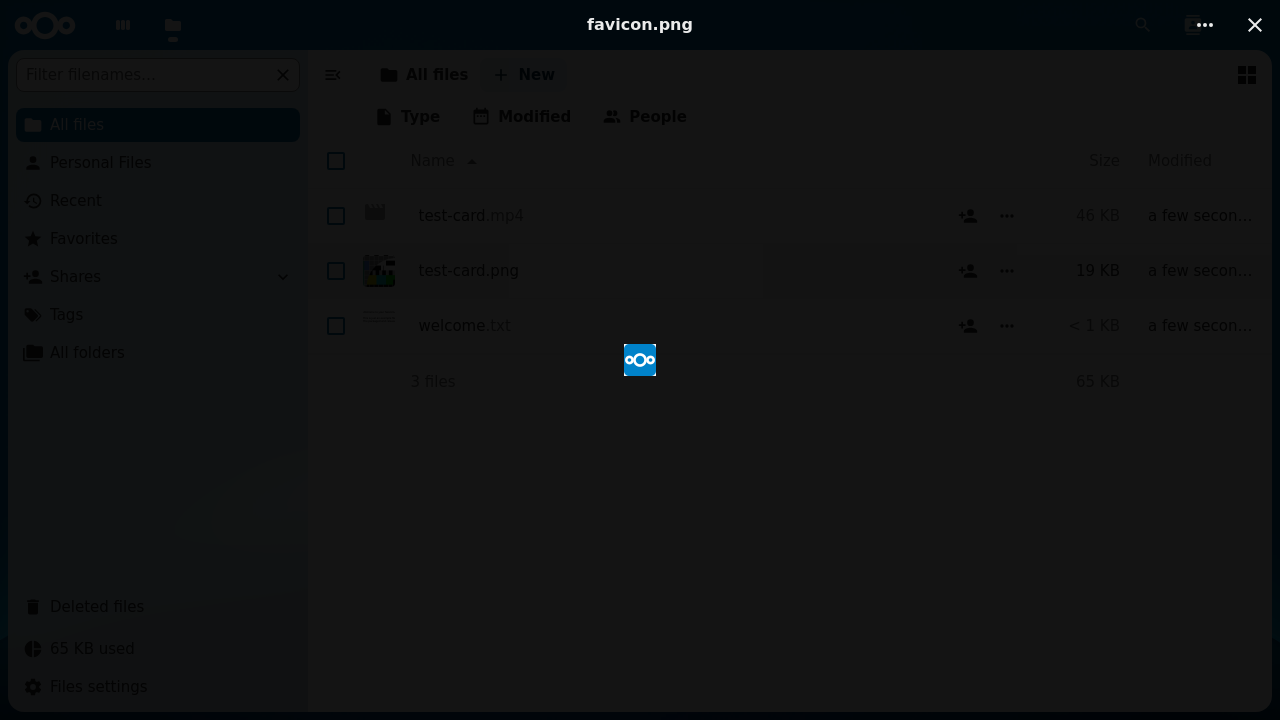 favicon.png
Filter filenames…
All files
New
Type
Modified
People
All files
Personal Files
Recent
Favorites
Shares
Tags
All folders
Name
Size
Modified
test-card.mp4
46 KB
a few secon…
test-card.png
19 KB
a few secon…
welcome.txt
< 1 KB
a few secon…
3 files
65 KB
Deleted files
65 KB used
Files settings